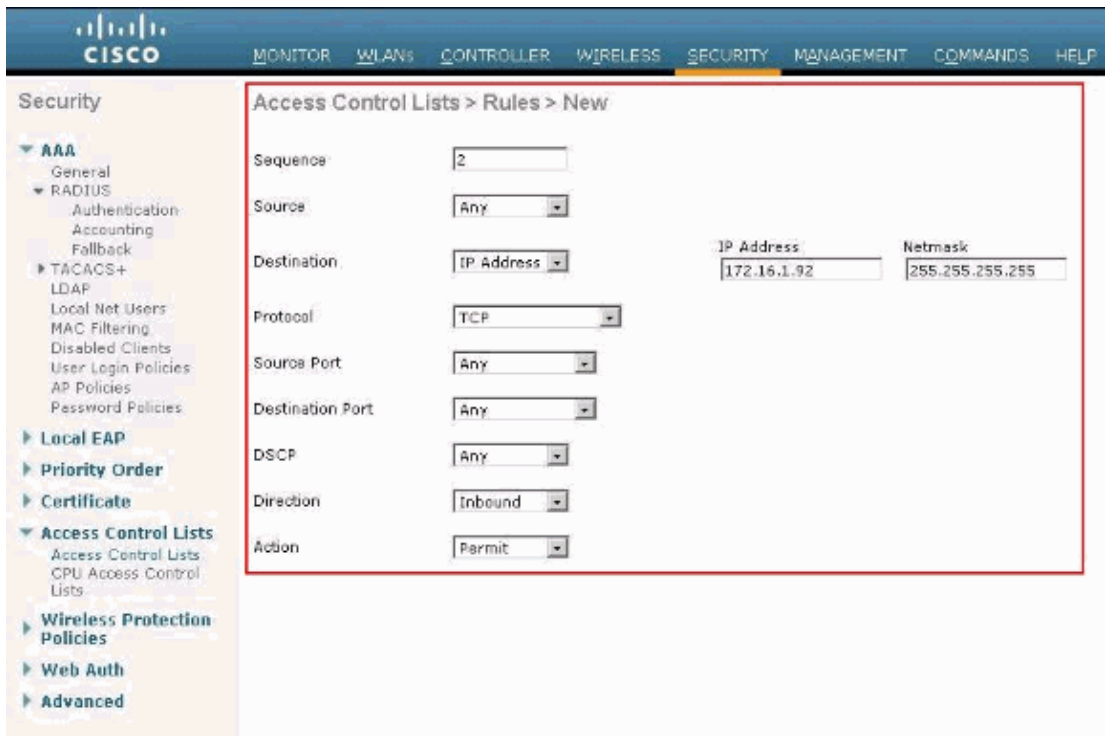 CISCO
MONITOR WLANs CONTROLLER WIRELESS SECURITY MANAGEMENT COMMANDS HELP
Security
AAA
General
RADIUS
Authentication
Accounting
Fallback
TACACS+
LDAP
Local Net Users
MAC Filtering
Disabled Clients
User Login Policies
AP Policies
Password Policies
Local EAP
Priority Order
Certificate
Access Control Lists
Access Control Lists
CPU Access Control
Lists
Wireless Protection
Policies
Web Auth
Advanced
Access Control Lists > Rules > New
Sequence 2
Source Any
IP Address Netmask
Destination IP Address 172.16.1.92 255.255.255.255
Protocol TCP
Source Port Any
Destination Port Any
DSCP Any
Direction Inbound
Action Permit